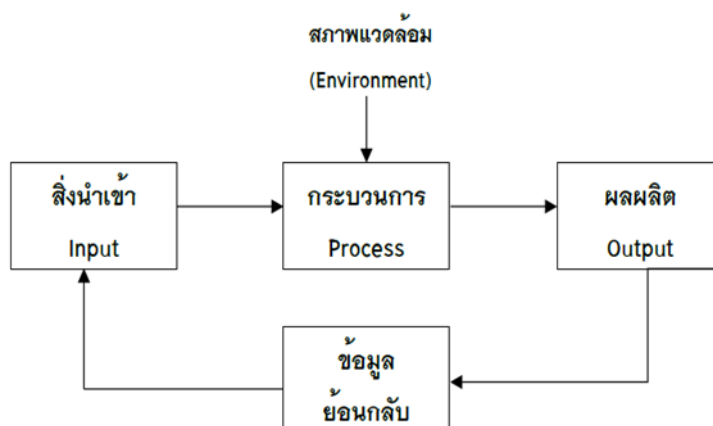 สภาพแวดล้อม
(Environment)
สิ่งนำเข้า
Input
กระบวนการ
Process
ผลผลิต
Output
ข้อมูล
ย้อนกลับ